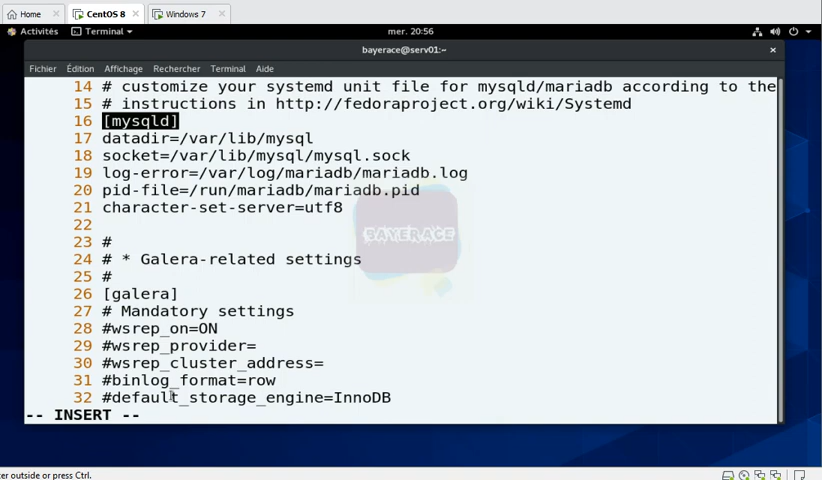 Home
CentOS 8
Windows 7
Activités
Terminal
mer. 20:56
bayerace@serv01:~
Fichier Édition Affichage Rechercher Terminal Aide
14 # customize your systemd unit file for mysqld/mariadb according to the
15 # instructions in http://fedoraproject.org/wiki/Systemd
16 [mysqld]
17 datadir=/var/lib/mysql
18 socket=/var/lib/mysql/mysql.sock
19 log-error=/var/log/mariadb/mariadb.log
20 pid-file=/run/mariadb/mariadb.pid
21 character-set-server=utf8
22
23 #
24 # * Galera-related settings
25 #
26 [galera]
27 # Mandatory settings
28 #wsrep_on=ON
29 #wsrep_provider=
30 #wsrep_cluster_address=
31 #binlog_format=row
32 #default_storage_engine=InnoDB
-- INSERT --
BAYERACE
er outside or press Ctrl.